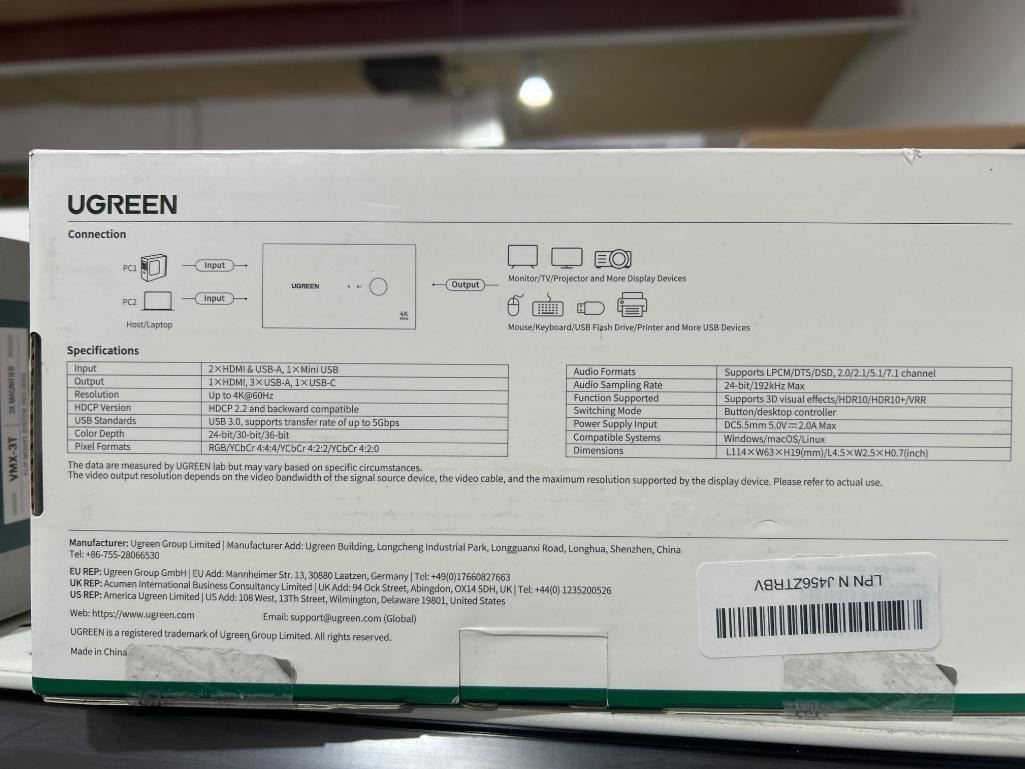 UGREEN
Connection
PC1
Input
PC2
Input
Host/Laptop
UGREEN
4K
60Hz
Output
Monitor/TV/Projector and More Display Devices
Mouse/Keyboard/USB Flash Drive/Printer and More USB Devices
Specifications
Input 2×HDMI & USB-A, 1×Mini USB
Output 1×HDMI, 3×USB-A, 1×USB-C
Resolution Up to 4K@60Hz
HDCP Version HDCP 2.2 and backward compatible
USB Standards USB 3.0, supports transfer rate of up to 5Gbps
Color Depth 24-bit/30-bit/36-bit
Pixel Formats RGB/YCbCr 4:4:4/YCbCr 4:2:2/YCbCr 4:2:0
Audio Formats Supports LPCM/DTS/DSD, 2.0/2.1/5.1/7.1 channel
Audio Sampling Rate 24-bit/192kHz Max
Function Supported Supports 3D visual effects/HDR10/HDR10+/VRR
Switching Mode Button/desktop controller
Power Supply Input DC5.5mm 5.0V⎓2.0A Max
Compatible Systems Windows/macOS/Linux
Dimensions L114×W63×H19(mm)/L4.5×W2.5×H0.7(inch)
The data are measured by UGREEN lab but may vary based on specific circumstances.
The video output resolution depends on the video bandwidth of the signal source device, the video cable, and the maximum resolution supported by the display device. Please refer to actual use.
Manufacturer: Ugreen Group Limited | Manufacturer Add: Ugreen Building, Longcheng Industrial Park, Longguanxi Road, Longhua, Shenzhen, China
Tel: +86-755-28066530
EU REP: Ugreen Group GmbH | EU Add: Mannheimer Str. 13, 30880 Laatzen, Germany | Tel: +49(0)17660827663
UK REP: Acumen International Business Consultancy Limited | UK Add: 94 Ock Street, Abingdon, OX14 5DH, UK | Tel: +44(0) 1235200526
US REP: America Ugreen Limited | US Add: 108 West, 13Th Street, Wilmington, Delaware 19801, United States
Web: https://www.ugreen.com Email: support@ugreen.com (Global)
UGREEN is a registered trademark of Ugreen Group Limited. All rights reserved.
Made in China
LPN N J456ZTRBV
VMX-3T
3X MAGNIFIER
FLIP MOUNT SYSTEM INCLUDED